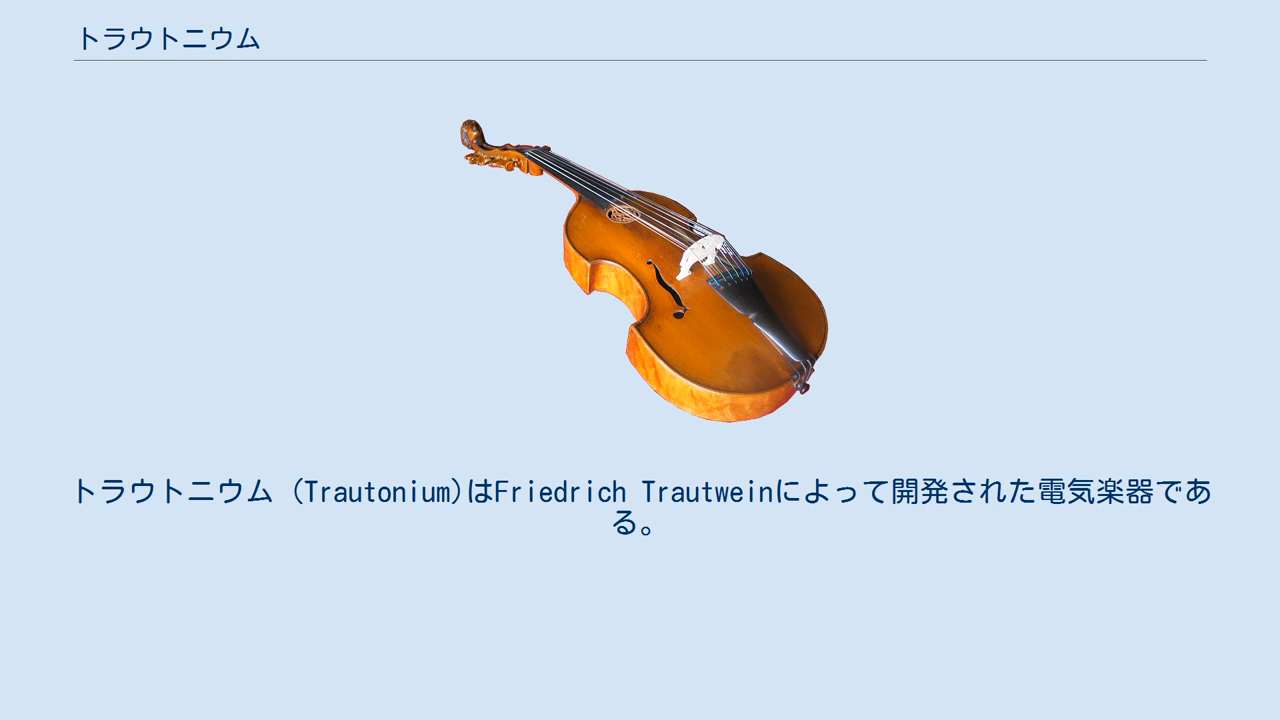 トラウトニウム
トラウトニウム (Trautonium)はFriedrich Trautweinによって開発された電気楽器であ
る。